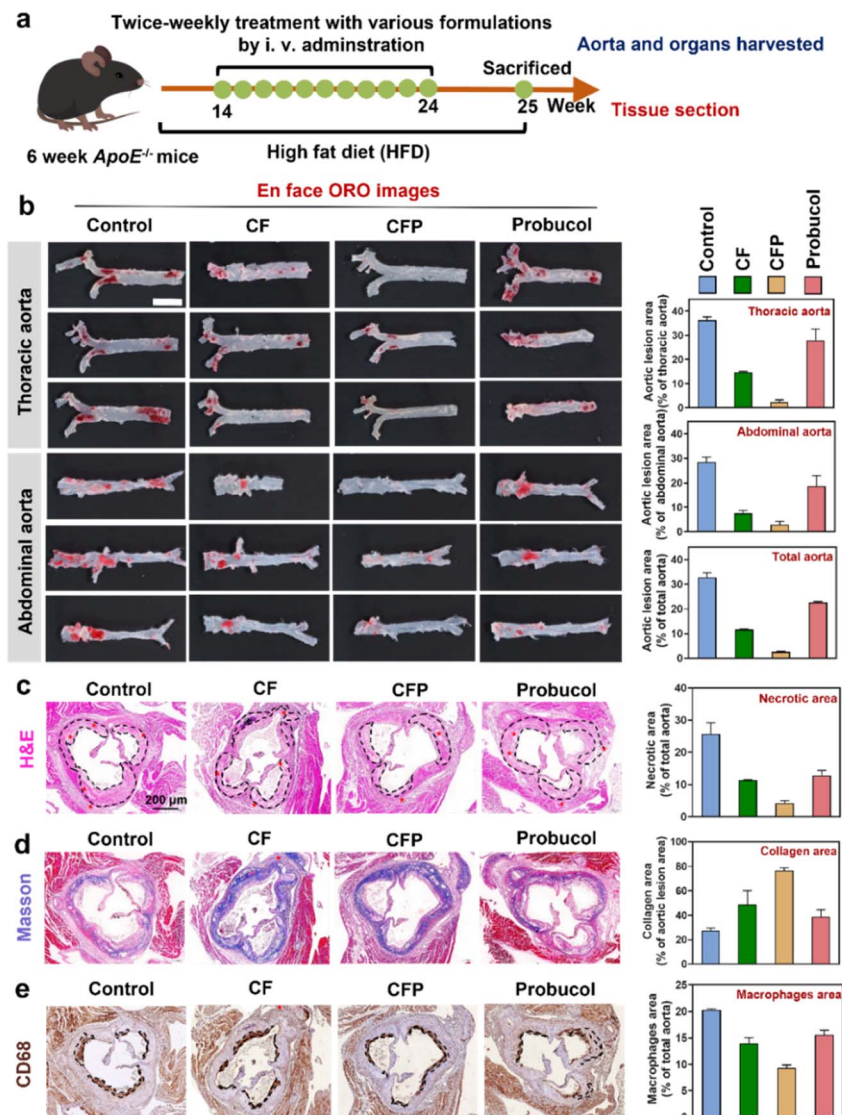 a
Twice-weekly treatment with various formulations
by i. v. adminstration
Aorta and organs harvested
Sacrificed
14
24
25
Week
Tissue section
6 week ApoE-/- mice
High fat diet (HFD)
En face ORO images
b
Control
CF
CFP
Probucol
Thoracic aorta
Abdominal aorta
Control
CF
CFP
Probucol
Thoracic aorta
Aortic lesion area
(% of thoracic aorta)
40
30
20
10
0
Abdominal aorta
Aortic lesion area
(% of abdominal aorta)
40
30
20
10
0
Total aorta
Aortic lesion area
(% of total aorta)
40
30
20
10
0
c
Control
CF
CFP
Probucol
H&E
200 µm
Necrotic area
Necrotic area
(% of total aorta)
40
30
20
10
0
d
Control
CF
CFP
Probucol
Masson
Collagen area
Collagen area
(% of aortic lesion area)
100
80
60
40
20
0
e
Control
CF
CFP
Probucol
CD68
Macrophages area
Macrophages area
(% of total aorta)
25
20
15
10
5
0